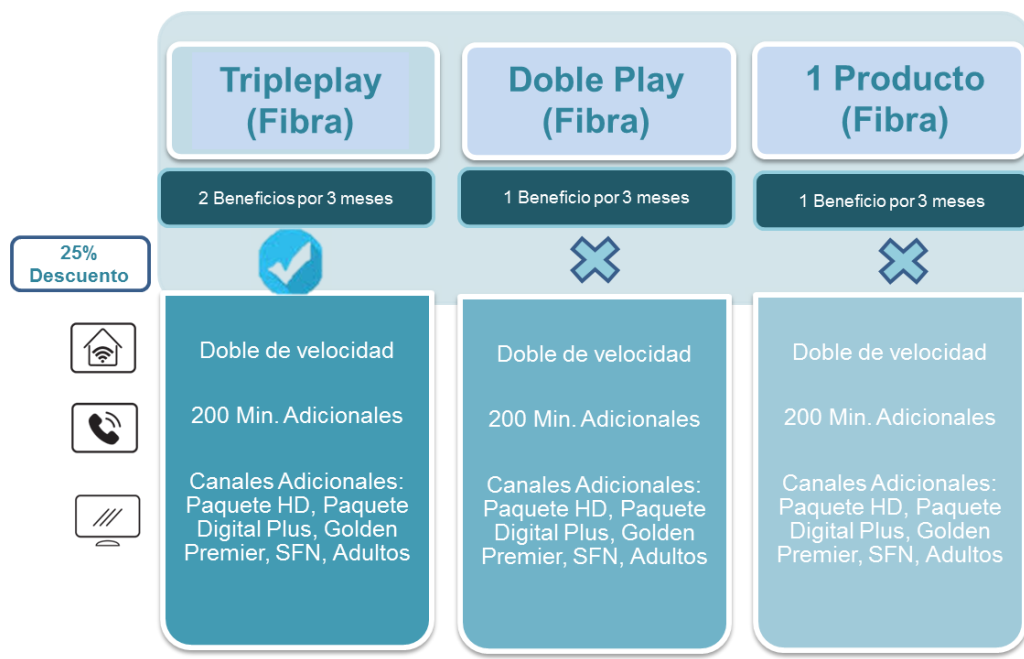 Tripleplay
(Fibra)
Doble Play
(Fibra)
1 Producto
(Fibra)
2 Beneficios por 3 meses
1 Beneficio por 3 meses
1 Beneficio por 3 meses
25%
Descuento
Doble de velocidad
200 Min. Adicionales
Canales Adicionales:
Paquete HD, Paquete
Digital Plus, Golden
Premier, SFN, Adultos
Doble de velocidad
200 Min. Adicionales
Canales Adicionales:
Paquete HD, Paquete
Digital Plus, Golden
Premier, SFN, Adultos
Doble de velocidad
200 Min. Adicionales
Canales Adicionales:
Paquete HD, Paquete
Digital Plus, Golden
Premier, SFN, Adultos